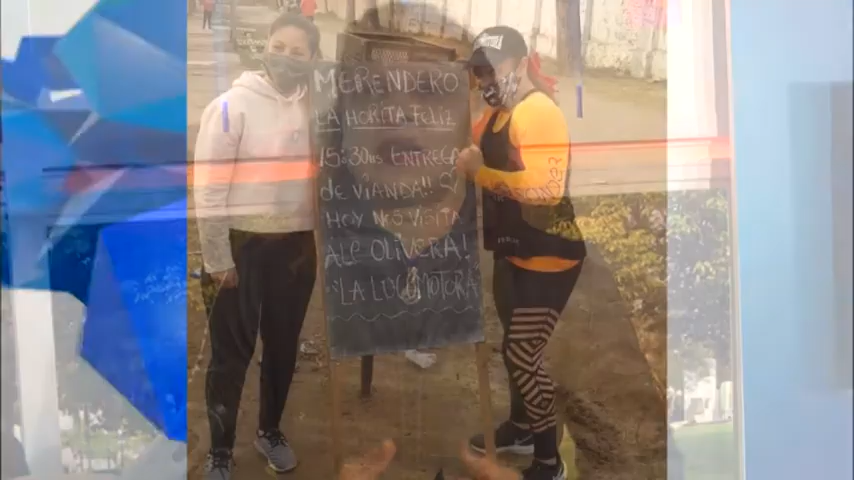 MERENDERO
LA HORITA FELIZ
15:30HS ENTREGA
de VIANDA!!
HOY NOS VISITA
ALE OLIVERA!
"LA LOCOMOTORA